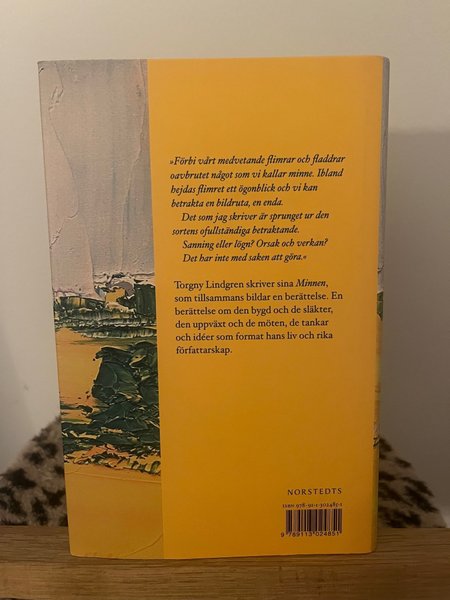 »Förbi vårt medvetande flimrar och fladdrar
oavbrutet något som vi kallar minne. Ibland
hejdas flimret ett ögonblick och vi kan
betrakta en bildruta, en enda.
Det som jag skriver är sprunget ur den
sortens ofullständiga betraktande.
Sanning eller lögn? Orsak och verkan?
Det har inte med saken att göra.«
Torgny Lindgren skriver sina Minnen,
som tillsammans bildar en berättelse. En
berättelse om den bygd och de släkter,
den uppväxt och de möten, de tankar
och idéer som format hans liv och rika
författarskap.
NORSTEDTS
ISBN 978-91-1-302485-1
9 789113 024851